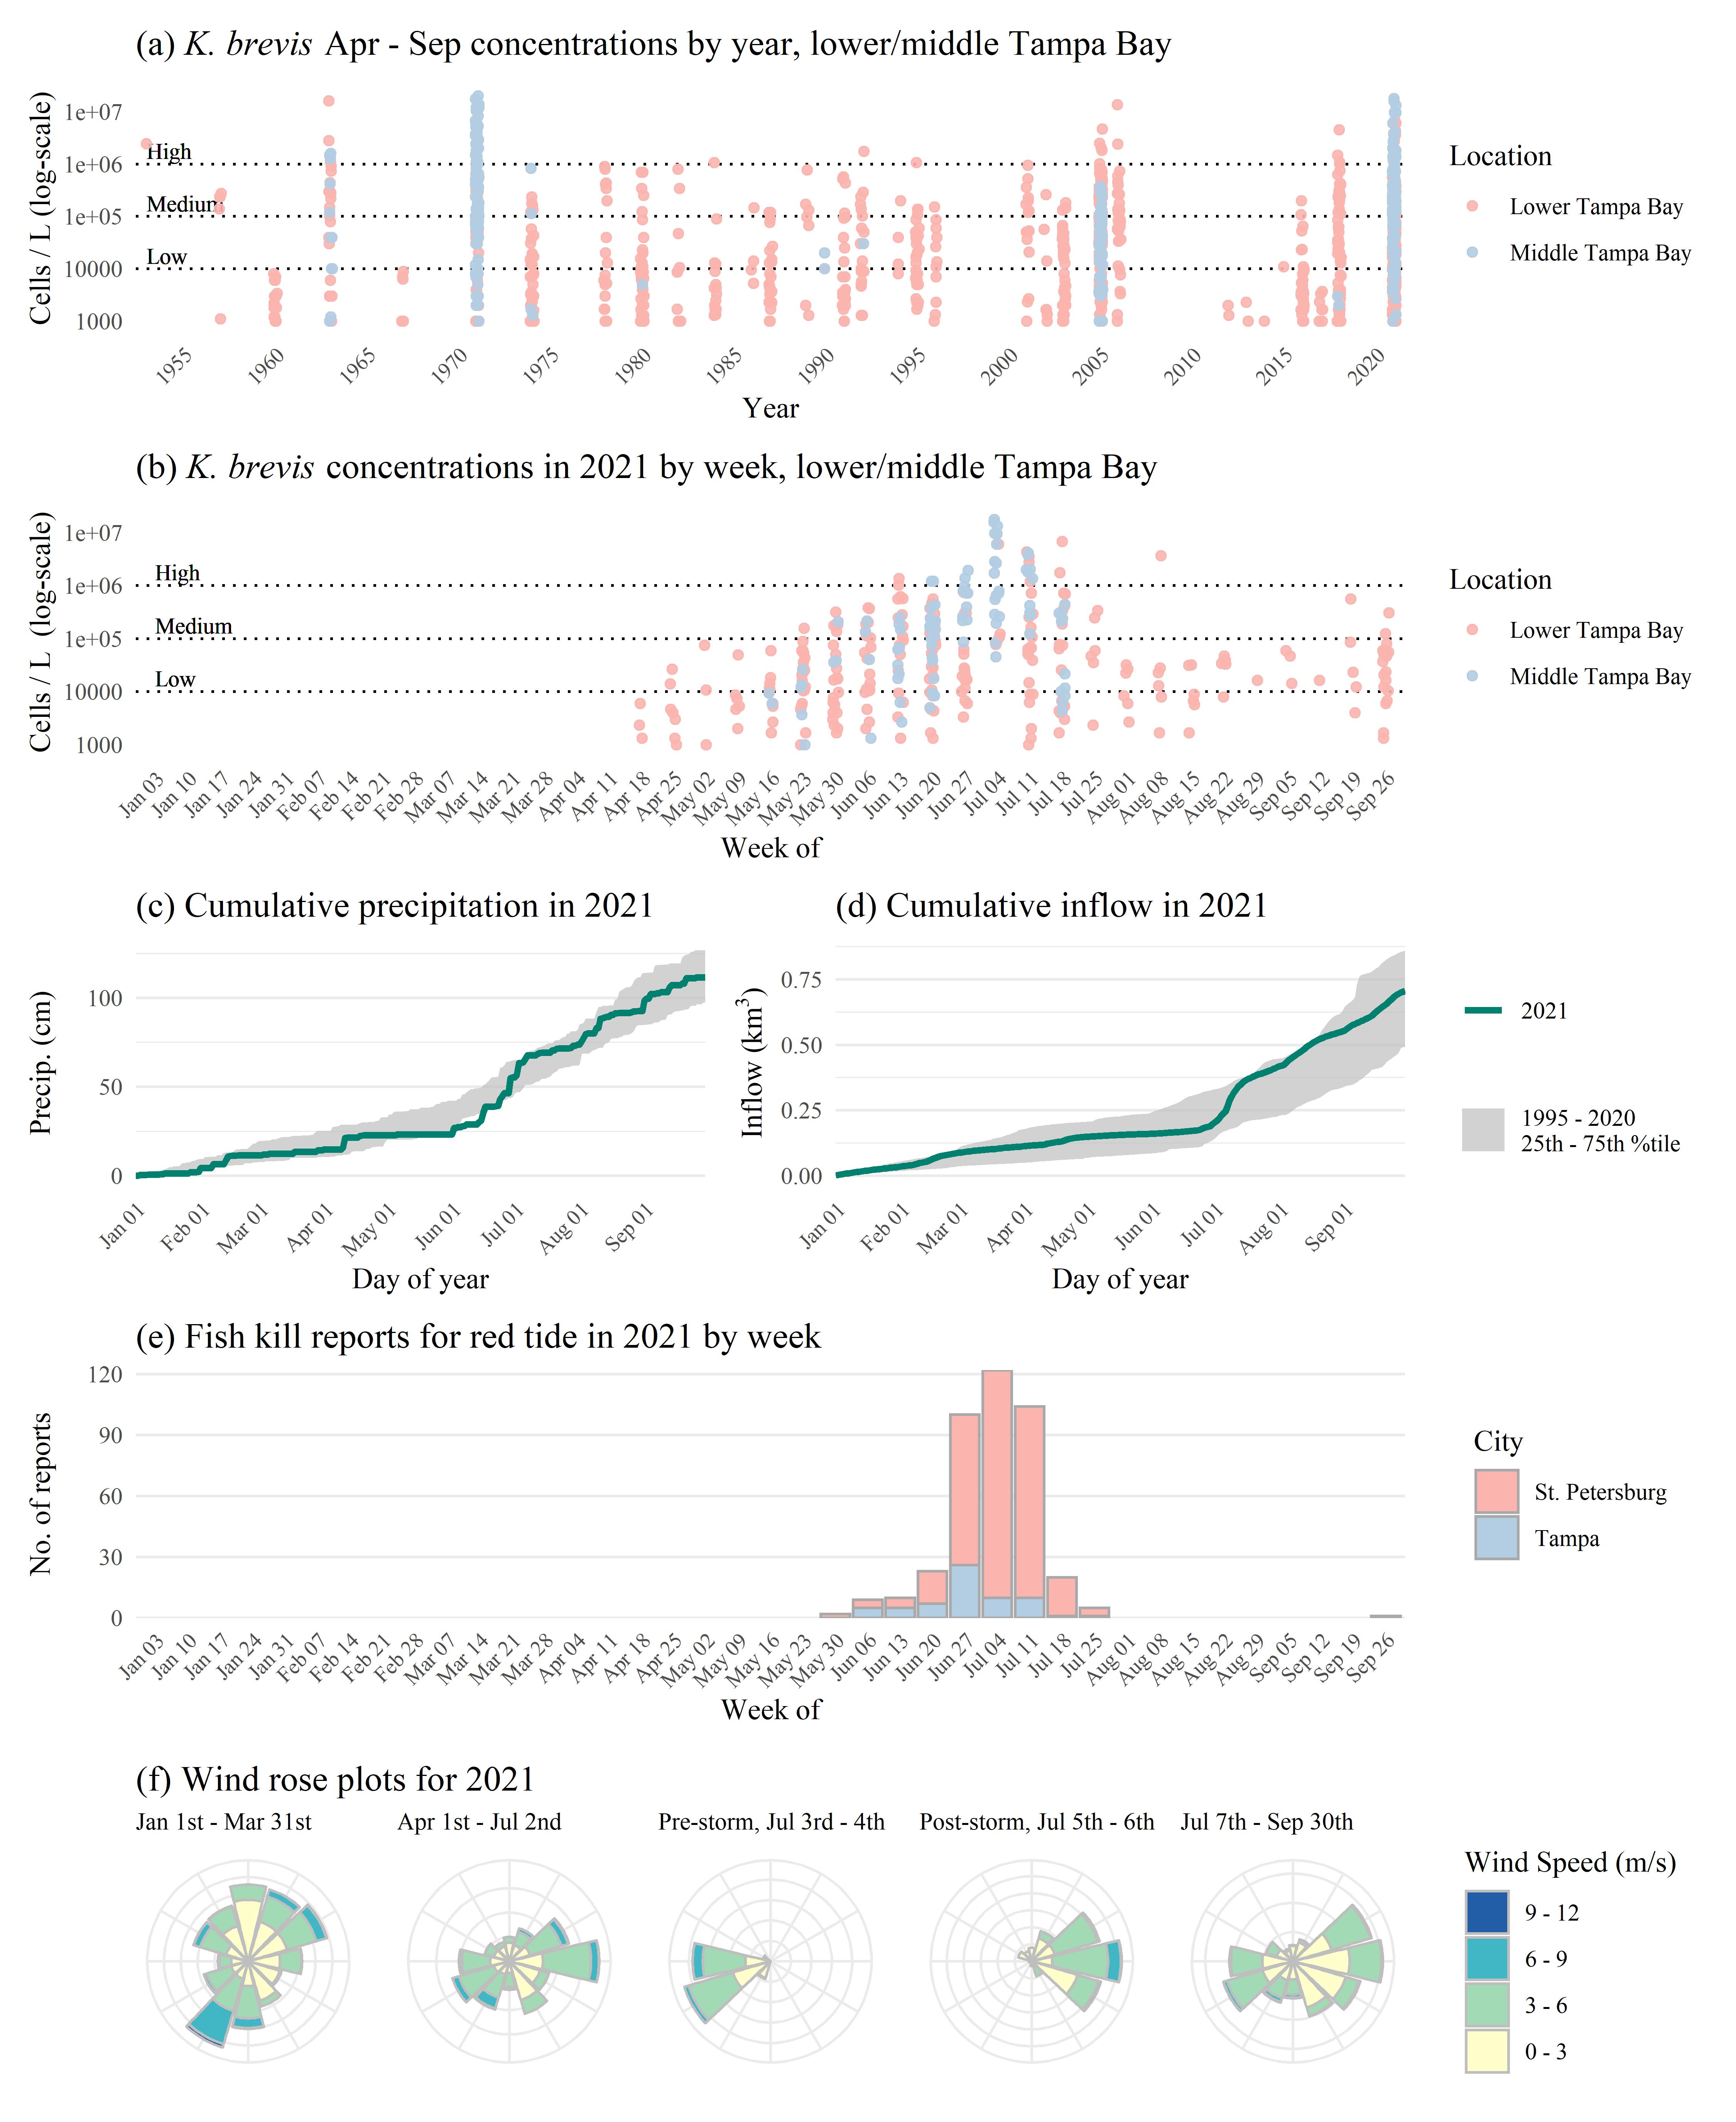 (a) K. brevis Apr - Sep concentrations by year, lower/middle Tampa Bay
Cells / L (log-scale)
1e+07
1e+06
1e+05
10000
1000
High
Medium
Low
1955
1960
1965
1970
1975
1980
1985
1990
1995
2000
2005
2010
2015
2020
Year
Location
Lower Tampa Bay
Middle Tampa Bay
(b) K. brevis concentrations in 2021 by week, lower/middle Tampa Bay
Cells / L (log-scale)
1e+07
1e+06
1e+05
10000
1000
High
Medium
Low
Jan 03
Jan 10
Jan 17
Jan 24
Jan 31
Feb 07
Feb 14
Feb 21
Feb 28
Mar 07
Mar 14
Mar 21
Mar 28
Apr 04
Apr 11
Apr 18
Apr 25
May 02
May 09
May 16
May 23
May 30
Jun 06
Jun 13
Jun 20
Jun 27
Jul 04
Jul 11
Jul 18
Jul 25
Aug 01
Aug 08
Aug 15
Aug 22
Aug 29
Sep 05
Sep 12
Sep 19
Sep 26
Week of
Location
Lower Tampa Bay
Middle Tampa Bay
(c) Cumulative precipitation in 2021
Precip. (cm)
100
50
0
Jan 01
Feb 01
Mar 01
Apr 01
May 01
Jun 01
Jul 01
Aug 01
Sep 01
Day of year
(d) Cumulative inflow in 2021
Inflow (km³)
0.75
0.50
0.25
0.00
Jan 01
Feb 01
Mar 01
Apr 01
May 01
Jun 01
Jul 01
Aug 01
Sep 01
Day of year
2021
1995 - 2020
25th - 75th %tile
(e) Fish kill reports for red tide in 2021 by week
No. of reports
120
90
60
30
0
Jan 03
Jan 10
Jan 17
Jan 24
Jan 31
Feb 07
Feb 14
Feb 21
Feb 28
Mar 07
Mar 14
Mar 21
Mar 28
Apr 04
Apr 11
Apr 18
Apr 25
May 02
May 09
May 16
May 23
May 30
Jun 06
Jun 13
Jun 20
Jun 27
Jul 04
Jul 11
Jul 18
Jul 25
Aug 01
Aug 08
Aug 15
Aug 22
Aug 29
Sep 05
Sep 12
Sep 19
Sep 26
Week of
City
St. Petersburg
Tampa
(f) Wind rose plots for 2021
Jan 1st - Mar 31st
Apr 1st - Jul 2nd
Pre-storm, Jul 3rd - 4th
Post-storm, Jul 5th - 6th
Jul 7th - Sep 30th
Wind Speed (m/s)
9 - 12
6 - 9
3 - 6
0 - 3